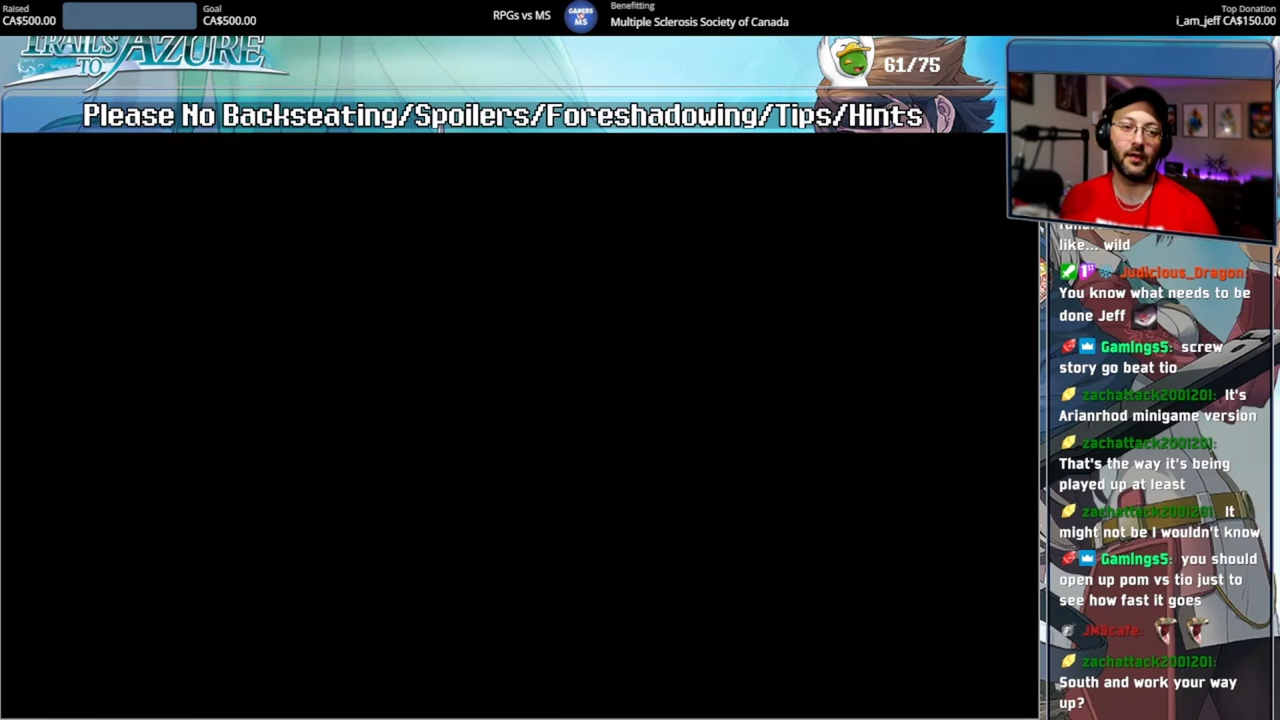 Raised
CA$500.00
Goal
CA$500.00
RPGs vs MS
GAMERS
VS
MS
Benefitting
Multiple Sclerosis Society of Canada
Top Donation
i_am_jeff CA$150.00
TRAILS
TO AZURE
61/75
Please No Backseating/Spoilers/Foreshadowing/Tips/Hints
like... wild
Judicious_Dragon:
You know what needs to be
done Jeff
Gamings5: screw
story go beat tio
zachattack2001201: It's
Arianrhod minigame version
zachattack2001201:
That's the way it's being
played up at least
zachattack2001201: It
might not be I wouldn't know
Gamings5: you should
open up pom vs tio just to
see how fast it goes
JM8cafe:
zachattack2001201:
South and work your way
up?